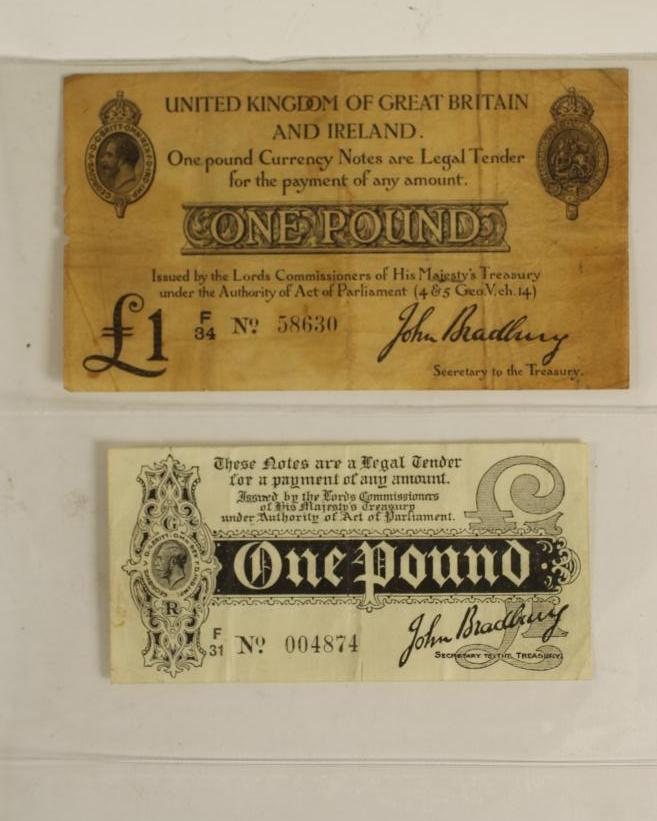 UNITED KINGDOM OF GREAT BRITAIN
AND IRELAND.
One pound Currency Notes are Legal Tender
for the payment of any amount.
ONE POUND
Issued by the Lords Commissioners of His Majesty's Treasury
under the Authority of Act of Parliament (4 & 5 Geo.V. ch.14)
£1 F
34 No 58630 John Bradbury
Secretary to the Treasury.
These Notes are a Legal Tender
for a payment of any amount.
Issued by the Lords Commissioners
of His Majesty's Treasury
under Authority of Act of Parliament.
£
G
One Pound
R
F
31 No 004874 John Bradbury
£1
SECRETARY TO THE TREASURY.